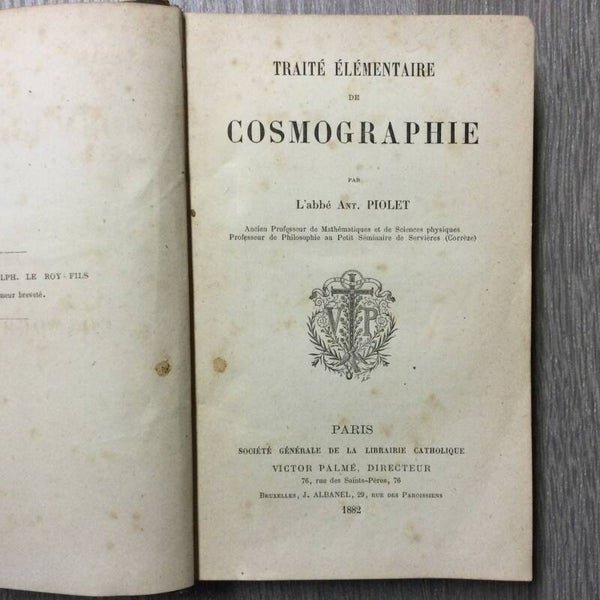 LPH. LE ROY FILS
meur breveté.
TRAITÉ ÉLÉMENTAIRE
DE
COSMOGRAPHIE
PAR
L'abbé ANT. PIOLET
Ancien Professeur de Mathématiques et de Sciences physiques
Professeur de Philosophie au Petit Séminaire de Servières (Corrèze)
V P
PARIS
SOCIÉTÉ GÉNÉRALE DE LA LIBRAIRIE CATHOLIQUE
VICTOR PALMÉ, DIRECTEUR
76, rue des Saints-Pères, 76
BRUXELLES, J. ALBANEL, 29, RUE DES PAROISSIENS
1882